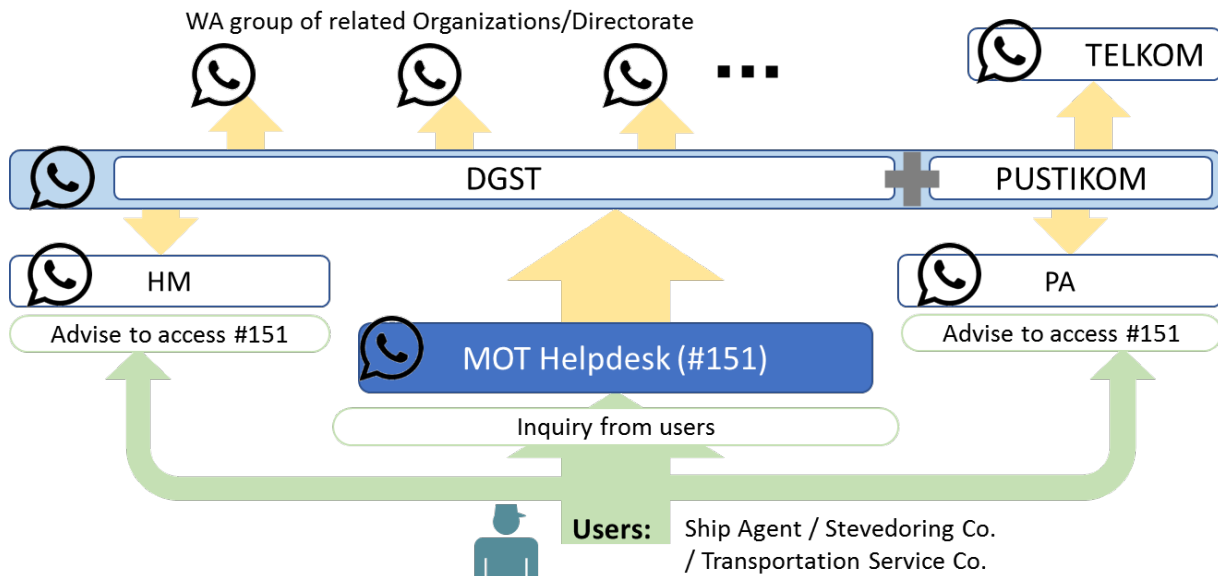 WA group of related Organizations/Directorate
TELKOM
DGST
PUSTIKOM
HM
PA
Advise to access #151
Advise to access #151
MOT Helpdesk (#151)
Inquiry from users
Users: Ship Agent / Stevedoring Co.
/ Transportation Service Co.